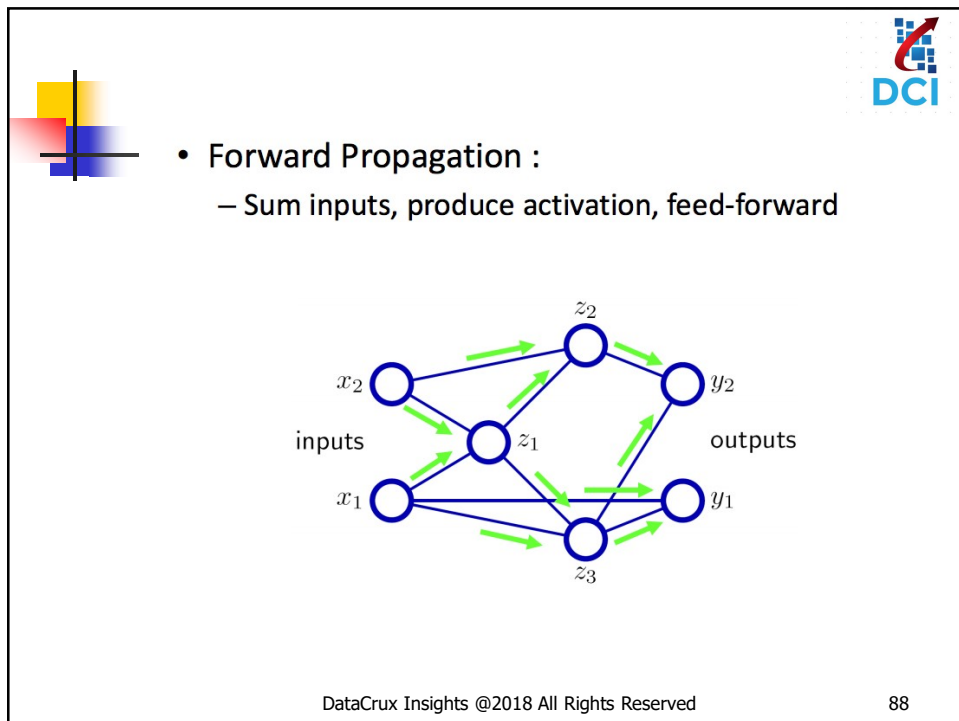 DCI
• Forward Propagation :
– Sum inputs, produce activation, feed-forward
z₂
x₂
y₂
inputs
z₁
outputs
x₁
y₁
z₃
DataCrux Insights @2018 All Rights Reserved
88